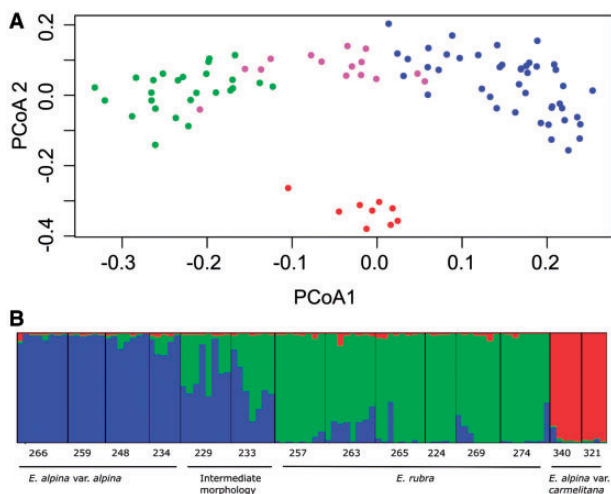 A
PCoA 2
0.2
0.0
-0.2
-0.4
-0.3
-0.2
-0.1
0.0
0.1
0.2
PCoA1
B
266 259 248 234 229 233 257 263 265 224 269 274 340 321
E. alpina var. alpina
Intermediate
morphology
E. rubra
E. alpina var.
carmelitana